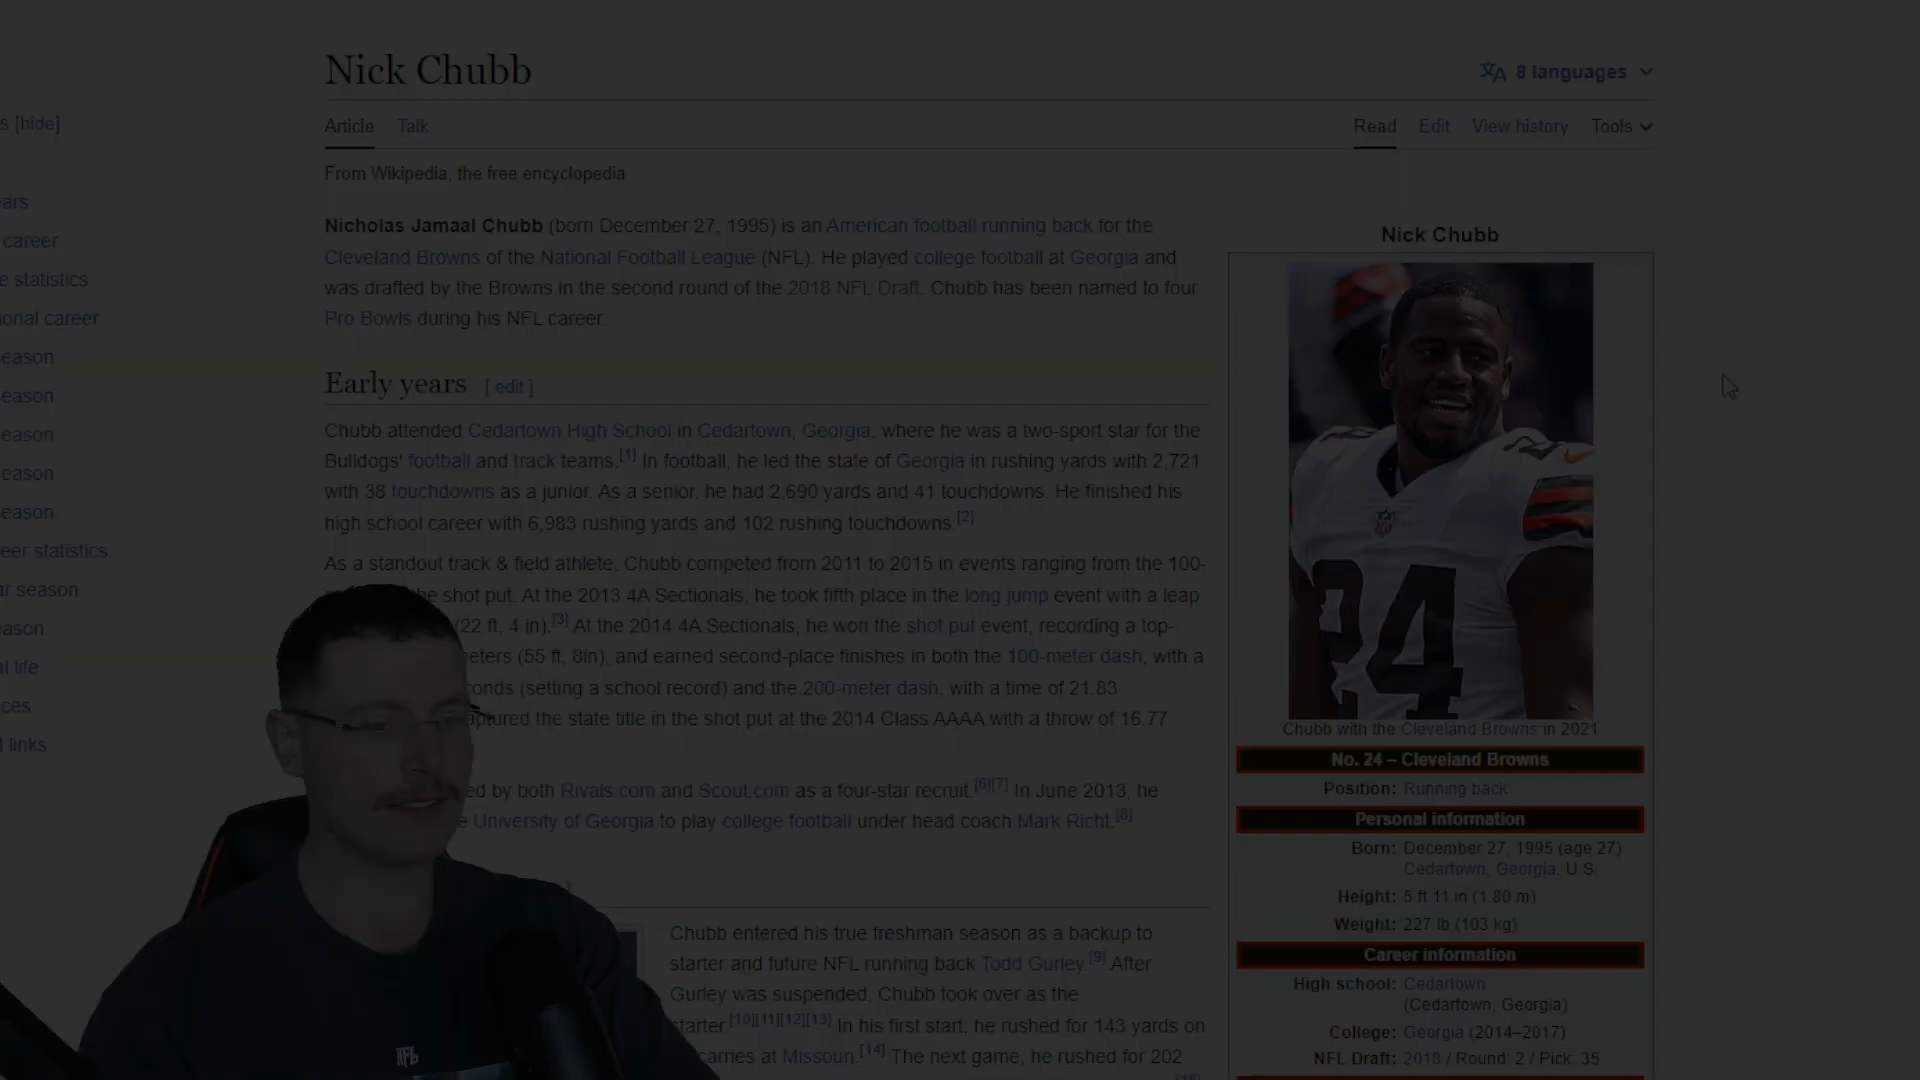 Nick Chubb
8 languages
s [hide]
Article Talk
Read Edit View history Tools
From Wikipedia, the free encyclopedia
ars
career
e statistics
ional career
eason
eason
eason
eason
eason
eer statistics
ar season
eason
al life
ces
l links
Nicholas Jamaal Chubb (born December 27, 1995) is an American football running back for the
Cleveland Browns of the National Football League (NFL). He played college football at Georgia and
was drafted by the Browns in the second round of the 2018 NFL Draft. Chubb has been named to four
Pro Bowls during his NFL career.
Early years [ edit ]
Chubb attended Cedartown High School in Cedartown, Georgia, where he was a two-sport star for the
Bulldogs' football and track teams.[1] In football, he led the state of Georgia in rushing yards with 2,721
with 38 touchdowns as a junior. As a senior, he had 2,690 yards and 41 touchdowns. He finished his
high school career with 6,983 rushing yards and 102 rushing touchdowns.[2]
As a standout track & field athlete, Chubb competed from 2011 to 2015 in events ranging from the 100-
he shot put. At the 2013 4A Sectionals, he took fifth place in the long jump event with a leap
(22 ft, 4 in).[3] At the 2014 4A Sectionals, he won the shot put event, recording a top-
eters (55 ft, 8in), and earned second-place finishes in both the 100-meter dash, with a
onds (setting a school record) and the 200-meter dash, with a time of 21.83
aptured the state title in the shot put at the 2014 Class AAAA with a throw of 16.77
ed by both Rivals.com and Scout.com as a four-star recruit.[6][7] In June 2013, he
e University of Georgia to play college football under head coach Mark Richt.[8]
]
Chubb entered his true freshman season as a backup to
starter and future NFL running back Todd Gurley.[9] After
Gurley was suspended, Chubb took over as the
starter.[10][11][12][13] In his first start, he rushed for 143 yards on
carries at Missouri.[14] The next game, he rushed for 202
Nick Chubb
24
Chubb with the Cleveland Browns in 2021
No. 24 – Cleveland Browns
Position: Running back
Personal information
Born: December 27, 1995 (age 27)
Cedartown, Georgia, U.S.
Height: 5 ft 11 in (1.80 m)
Weight: 227 lb (103 kg)
Career information
High school: Cedartown
(Cedartown, Georgia)
College: Georgia (2014–2017)
NFL Draft: 2018 / Round: 2 / Pick: 35
NFL